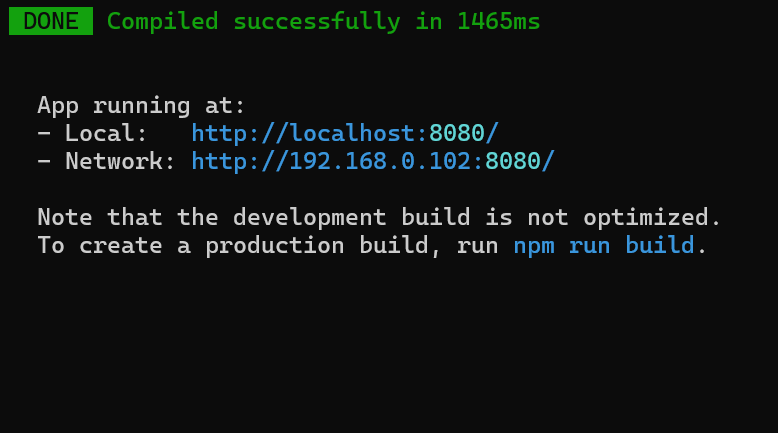 DONE Compiled successfully in 1465ms
App running at:
- Local: http://localhost:8080/
- Network: http://192.168.0.102:8080/
Note that the development build is not optimized.
To create a production build, run npm run build.